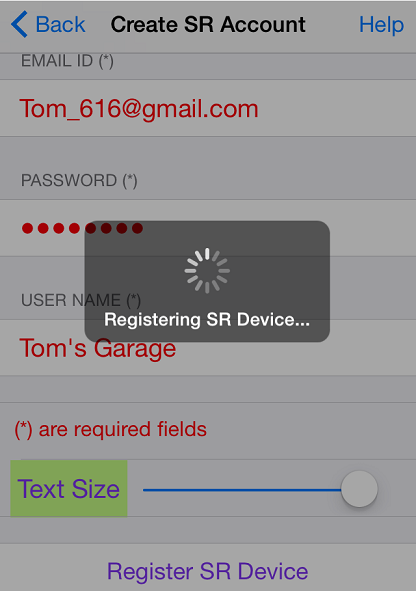 Back Create SR Account Help
EMAIL ID (*)
Tom_616@gmail.com
PASSWORD (*)
●●●●●●●●
USER NAME (*)
Registering SR Device...
Tom's Garage
(*) are required fields
Text Size
Register SR Device